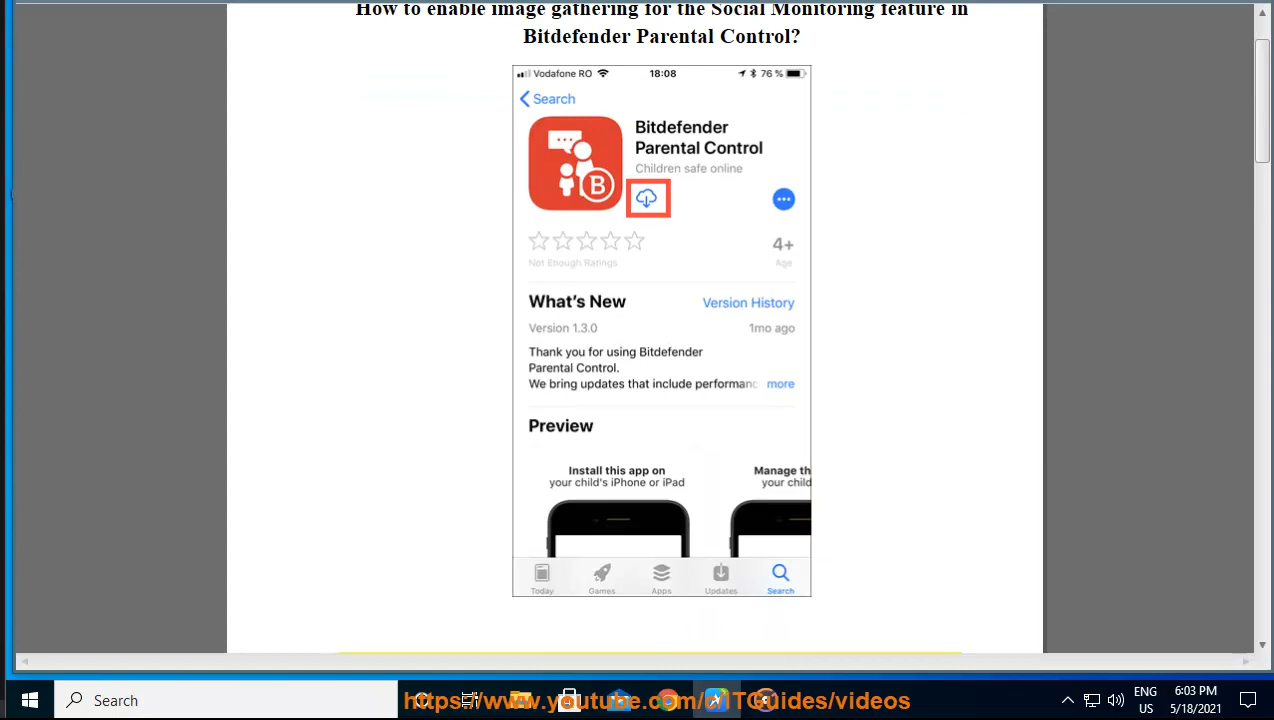 How to enable image gathering for the Social Monitoring feature in
Bitdefender Parental Control?
Vodafone RO
18:08
76 %
Search
Bitdefender
Parental Control
Children safe online
B
4+
Not Enough Ratings
Age
What's New
Version History
Version 1.3.0
1mo ago
Thank you for using Bitdefender
Parental Control.
We bring updates that include performanc more
Preview
Install this app on
your child's iPhone or iPad
Manage th
your child
Today
Games
Apps
Updates
Search
Search
https://www.youtube.com/c/ITGuides/videos
ENG
US
6:03 PM
5/18/2021